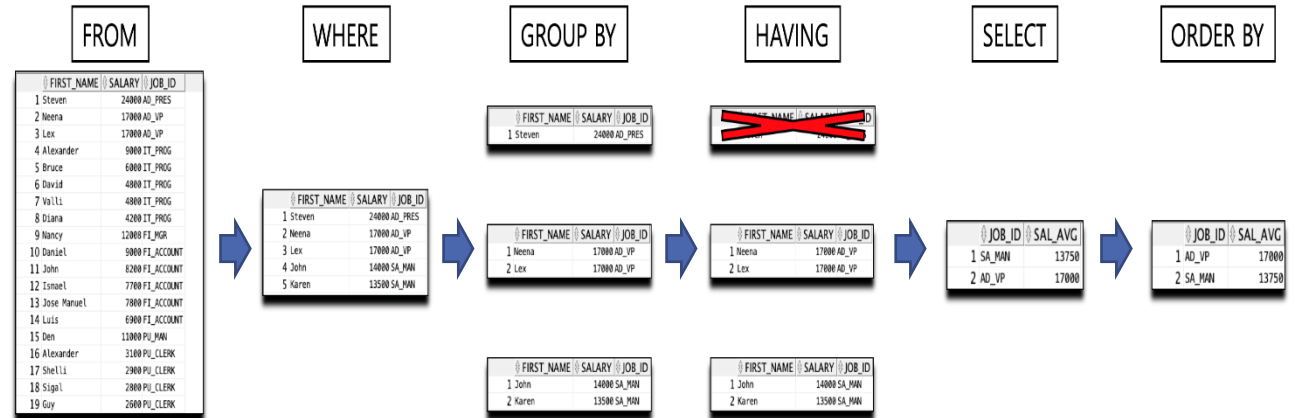 FROM
WHERE
GROUP BY
HAVING
SELECT
ORDER BY
FIRST_NAME SALARY JOB_ID
1 Steven 24000 AD_PRES
2 Neena 17000 AD_VP
3 Lex 17000 AD_VP
4 Alexander 9000 IT_PROG
5 Bruce 6000 IT_PROG
6 David 4800 IT_PROG
7 Valli 4800 IT_PROG
8 Diana 4200 IT_PROG
9 Nancy 12008 FI_MGR
10 Daniel 9000 FI_ACCOUNT
11 John 8200 FI_ACCOUNT
12 Ismael 7700 FI_ACCOUNT
13 Jose Manuel 7800 FI_ACCOUNT
14 Luis 6900 FI_ACCOUNT
15 Den 11000 PU_MAN
16 Alexander 3100 PU_CLERK
17 Shelli 2900 PU_CLERK
18 Sigal 2800 PU_CLERK
19 Guy 2600 PU_CLERK
FIRST_NAME SALARY JOB_ID
1 Steven 24000 AD_PRES
2 Neena 17000 AD_VP
3 Lex 17000 AD_VP
4 John 14000 SA_MAN
5 Karen 13500 SA_MAN
FIRST_NAME SALARY JOB_ID
1 Steven 24000 AD_PRES
FIRST_NAME SALARY JOB_ID
1 Neena 17000 AD_VP
2 Lex 17000 AD_VP
FIRST_NAME SALARY JOB_ID
1 John 14000 SA_MAN
2 Karen 13500 SA_MAN
FIRST_NAME SALARY JOB_ID
1 Neena 17000 AD_VP
2 Lex 17000 AD_VP
FIRST_NAME SALARY JOB_ID
1 John 14000 SA_MAN
2 Karen 13500 SA_MAN
JOB_ID SAL_AVG
1 SA_MAN 13750
2 AD_VP 17000
JOB_ID SAL_AVG
1 AD_VP 17000
2 SA_MAN 13750